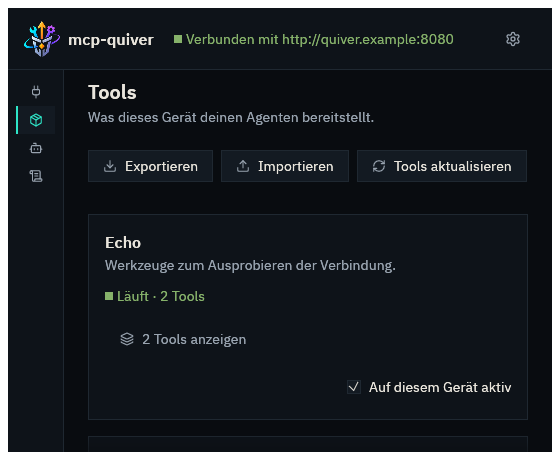 mcp-quiver
Verbunden mit http://quiver.example:8080
Tools
Was dieses Gerät deinen Agenten bereitstellt.
Exportieren
Importieren
Tools aktualisieren
Echo
Werkzeuge zum Ausprobieren der Verbindung.
Läuft · 2 Tools
2 Tools anzeigen
Auf diesem Gerät aktiv